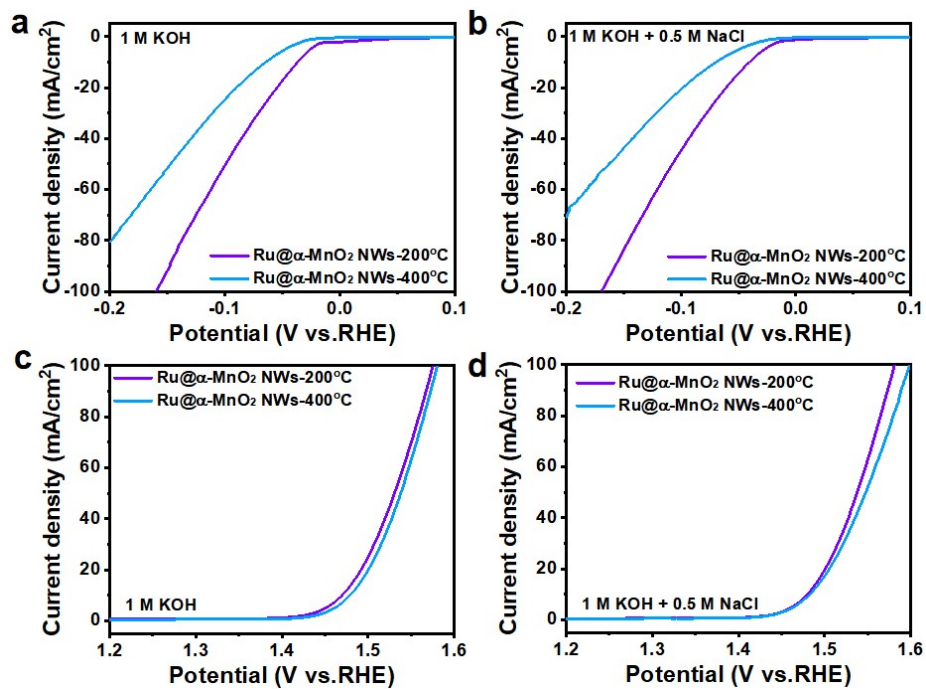 a
1 M KOH
Current density (mA/cm²)
0
-20
-40
-60
-80
-100
Ru@α-MnO₂ NWs-200°C
Ru@α-MnO₂ NWs-400°C
-0.2 -0.1 0.0 0.1
Potential (V vs.RHE)
b
1 M KOH + 0.5 M NaCl
Current density (mA/cm²)
0
-20
-40
-60
-80
-100
Ru@α-MnO₂ NWs-200°C
Ru@α-MnO₂ NWs-400°C
-0.2 -0.1 0.0 0.1
Potential (V vs.RHE)
c
Ru@α-MnO₂ NWs-200°C
Ru@α-MnO₂ NWs-400°C
Current density (mA/cm²)
100
80
60
40
20
0
1 M KOH
1.2 1.3 1.4 1.5 1.6
Potential (V vs.RHE)
d
Ru@α-MnO₂ NWs-200°C
Ru@α-MnO₂ NWs-400°C
Current density (mA/cm²)
100
80
60
40
20
0
1 M KOH + 0.5 M NaCl
1.2 1.3 1.4 1.5 1.6
Potential (V vs.RHE)